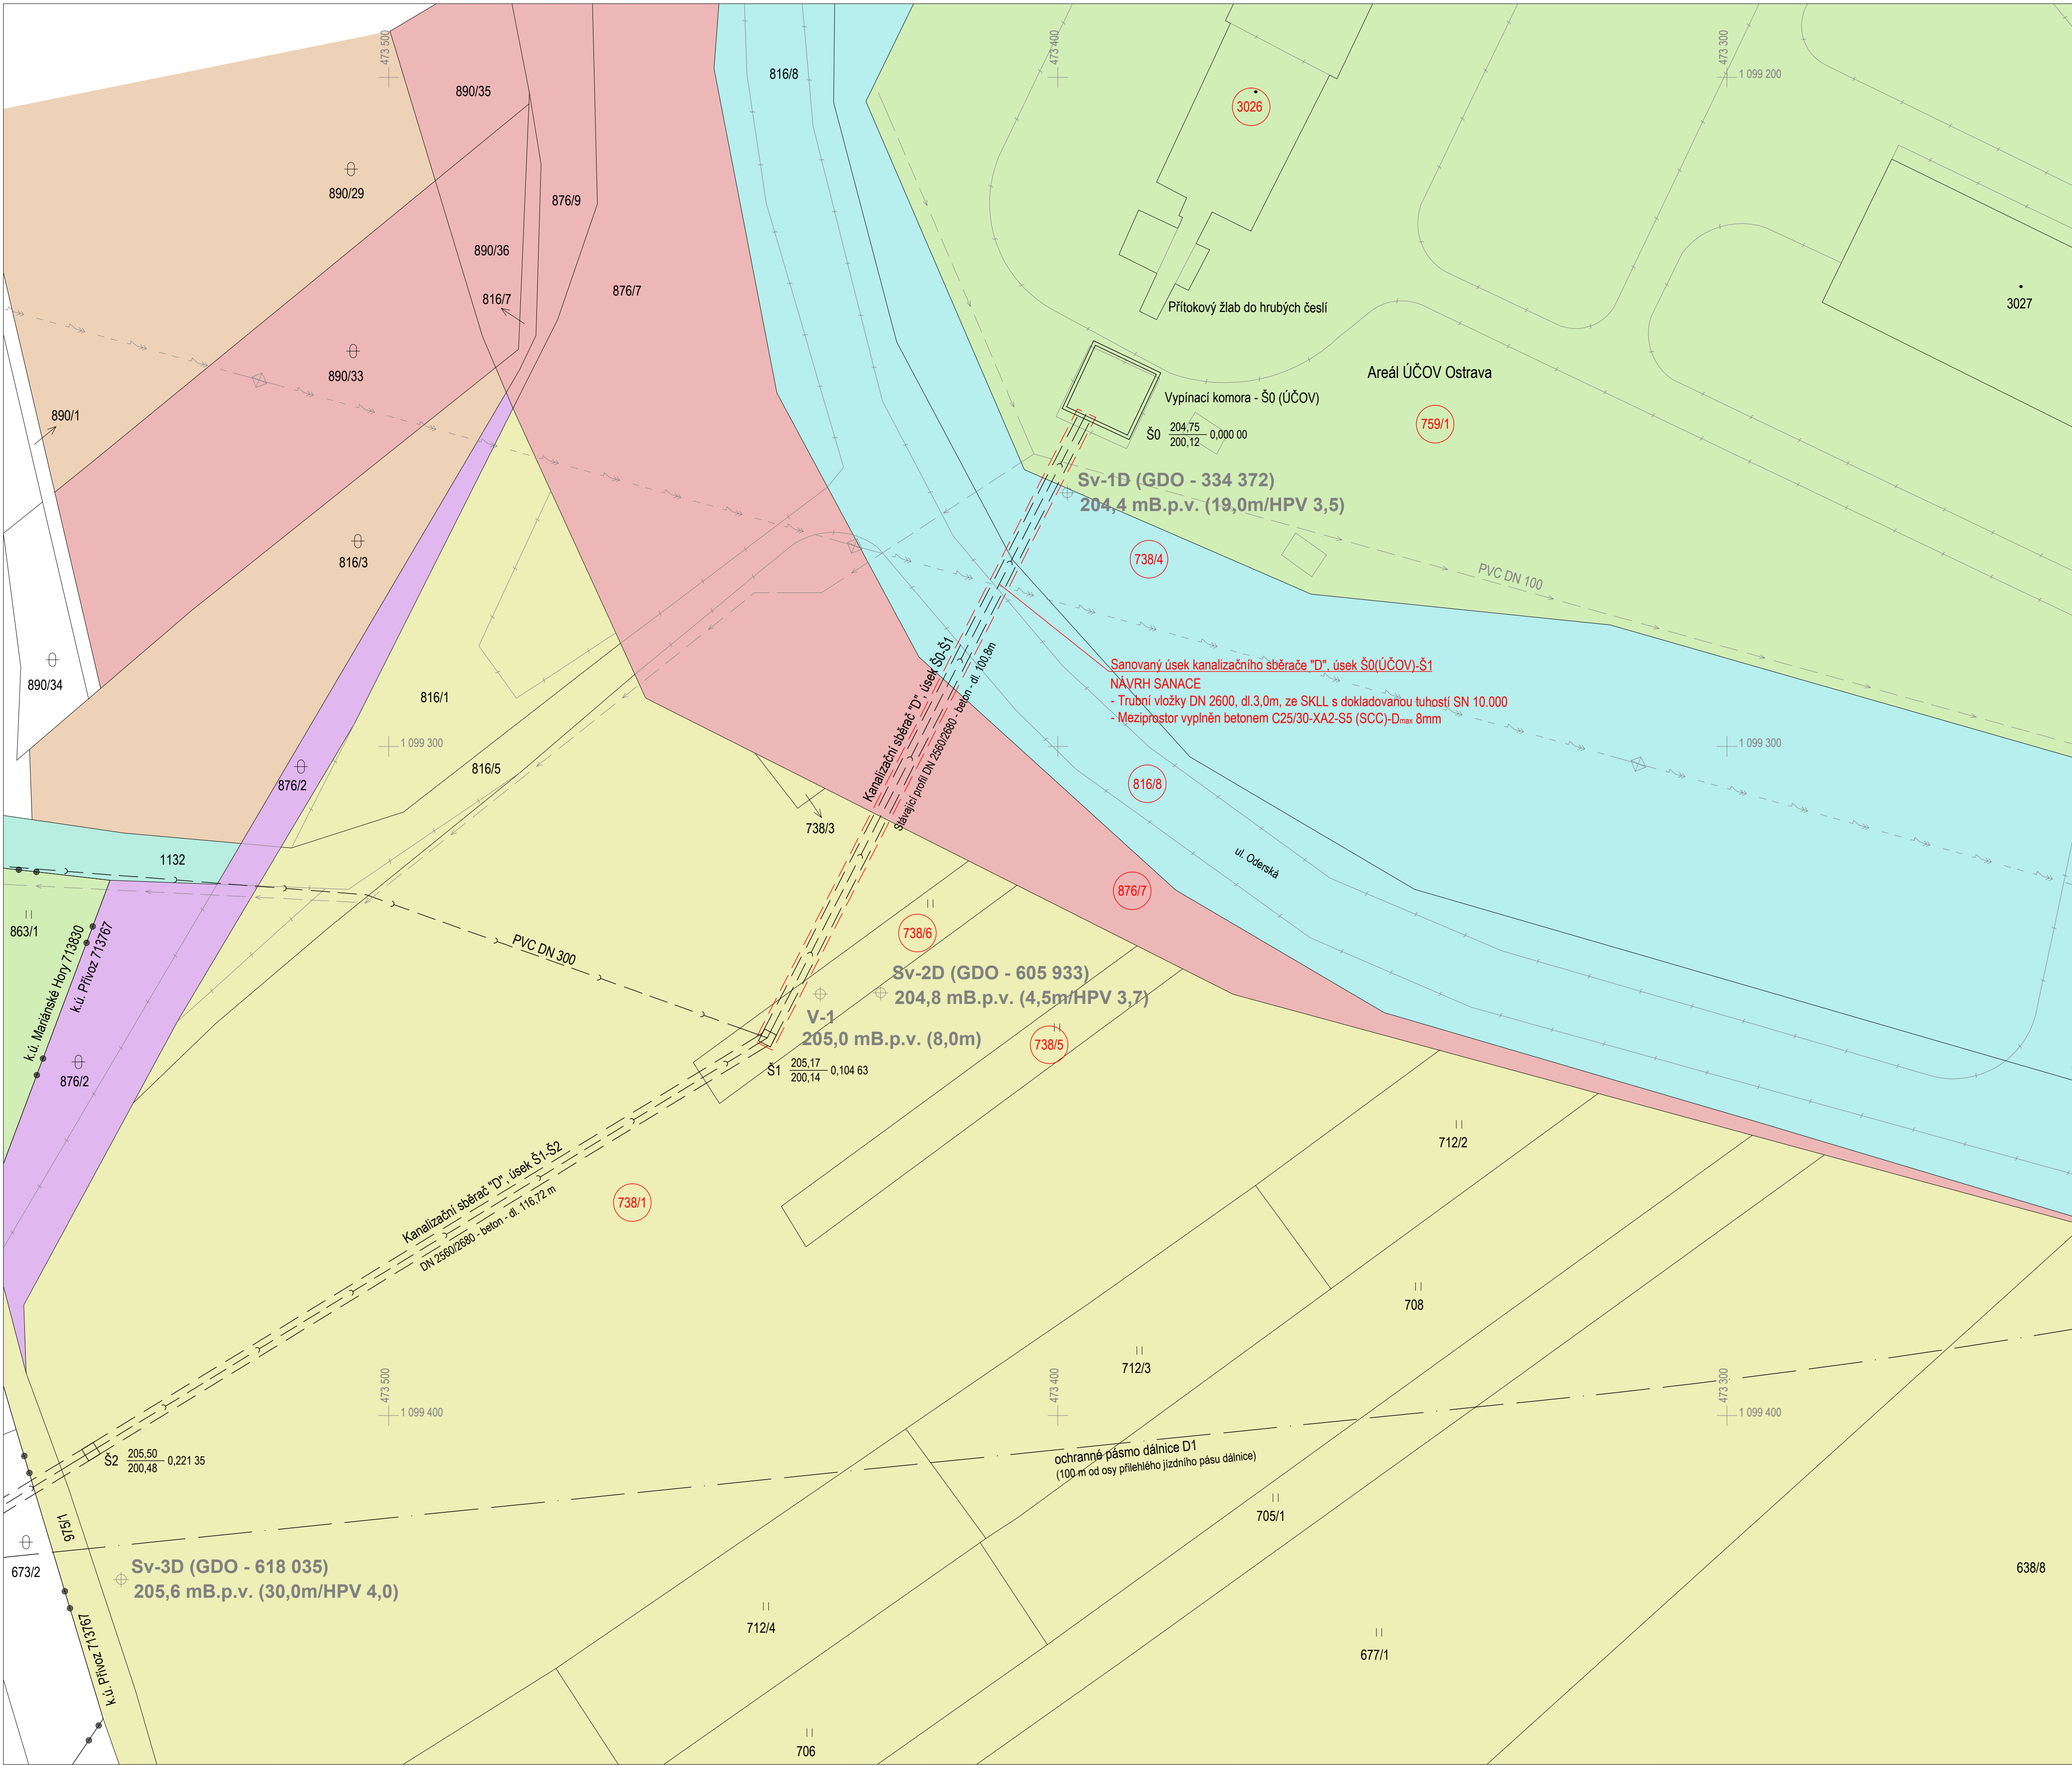 473 500
473 400
473 300
1 099 200
816/8
890/35
3026
890/29
876/9
890/36
876/7
816/7
3027
Přítokový žlab do hrubých česlí
890/33
Areál ÚČOV Ostrava
Vypínací komora - Š0 (ÚČOV)
890/1
759/1
Š0 204,75
200,12 0,000 00
Sv-1D (GDO - 334 372)
204,4 mB.p.v. (19,0m/HPV 3,5)
816/3
738/4
PVC DN 100
890/34
Sanovaný úsek kanalizačního sběrače "D", úsek Š0(ÚČOV)-Š1
NÁVRH SANACE
- Trubní vložky DN 2600, dl.3,0m, ze SKLL s dokladovanou tuhostí SN 10.000
- Meziprostor vyplněn betonem C25/30-XA2-S5 (SCC)-Dmax 8mm
816/1
Kanalizační sběrač "D", úsek Š0-Š1
Stávající profil DN 2560/2680 - beton - dl. 100,8m
1 099 300
1 099 300
816/5
876/2
816/8
738/3
1132
ul. Oderská
876/7
863/1
738/6
k.ú. Mariánské Hory 713830
k.ú. Přívoz 713767
PVC DN 300
Sv-2D (GDO - 605 933)
204,8 mB.p.v. (4,5m/HPV 3,7)
V-1
205,0 mB.p.v. (8,0m)
738/5
Š1 205,17
200,14 0,104 63
876/2
712/2
Kanalizační sběrač "D", úsek Š1-Š2
DN 2560/2680 - beton - dl. 116,72 m
738/1
708
712/3
473 500
473 400
473 300
1 099 400
1 099 400
Š2 205,50
200,48 0,221 35
ochranné pásmo dálnice D1
(100 m od osy přilehlého jízdního pásu dálnice)
705/1
975/1
673/2
Sv-3D (GDO - 618 035)
205,6 mB.p.v. (30,0m/HPV 4,0)
638/8
k.ú. Přívoz 713767
712/4
677/1
706